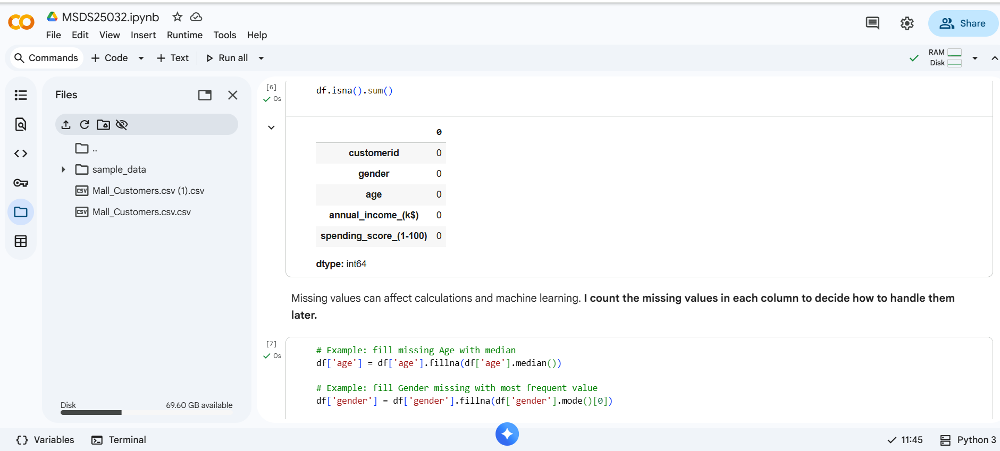 MSDS25032.ipynb
File Edit View Insert Runtime Tools Help
Share
Commands + Code + Text Run all
RAM
Disk
Files
..
sample_data
CSV Mall_Customers.csv (1).csv
CSV Mall_Customers.csv.csv
Disk 69.60 GB available
[6]
0s
df.isna().sum()
0
customerid 0
gender 0
age 0
annual_income_(k$) 0
spending_score_(1-100) 0
dtype: int64
Missing values can affect calculations and machine learning. I count the missing values in each column to decide how to handle them
later.
[7]
0s
# Example: fill missing Age with median
df['age'] = df['age'].fillna(df['age'].median())
# Example: fill Gender missing with most frequent value
df['gender'] = df['gender'].fillna(df['gender'].mode()[0])
{} Variables Terminal
11:45 Python 3